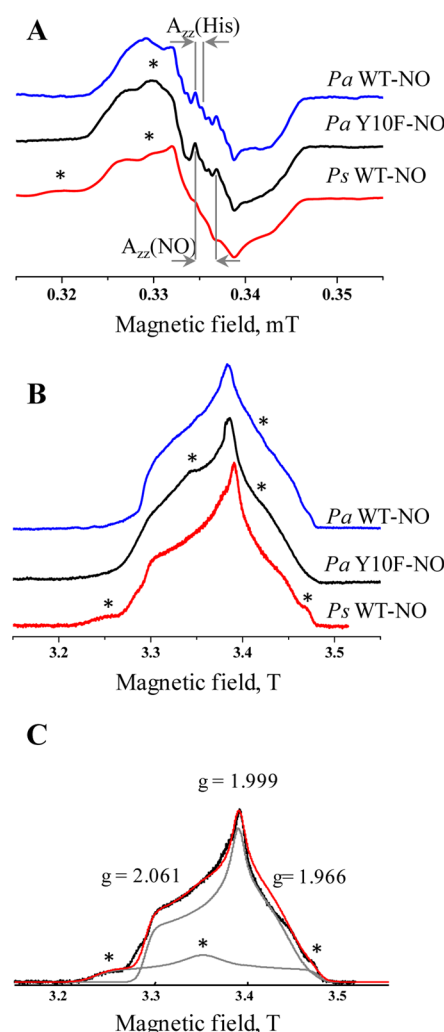 A
A_zz(His)
*
Pa WT-NO
Pa Y10F-NO
*
*
Ps WT-NO
A_zz(NO)
0.32 0.33 0.34 0.35
Magnetic field, mT
B
*
*
*
Pa WT-NO
Pa Y10F-NO
*
*
Ps WT-NO
3.2 3.3 3.4 3.5
Magnetic field, T
C
g = 1.999
g = 2.061
g = 1.966
*
*
*
3.2 3.3 3.4 3.5
Magnetic field, T